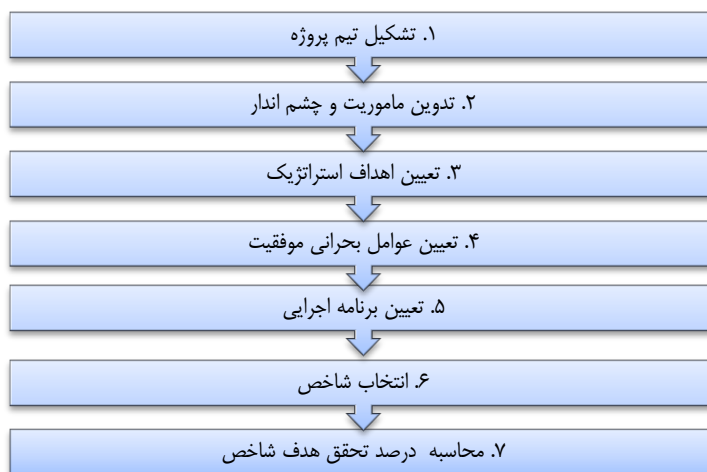 ۱. تشکیل تیم پروژه
۲. تدوین ماموریت و چشم اندار
۳. تعیین اهداف استراتژیک
۴. تعیین عوامل بحرانی موفقیت
۵. تعیین برنامه اجرایی
۶. انتخاب شاخص
۷. محاسبه درصد تحقق هدف شاخص